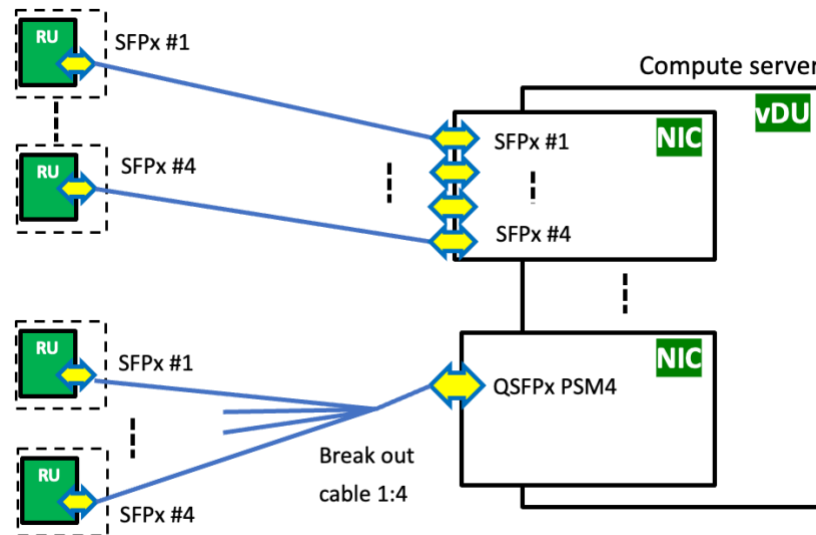 RU
SFPx #1
Compute server
vDU
NIC
SFPx #1
RU
SFPx #4
SFPx #4
RU
SFPx #1
NIC
QSFPx PSM4
Break out
cable 1:4
RU
SFPx #4